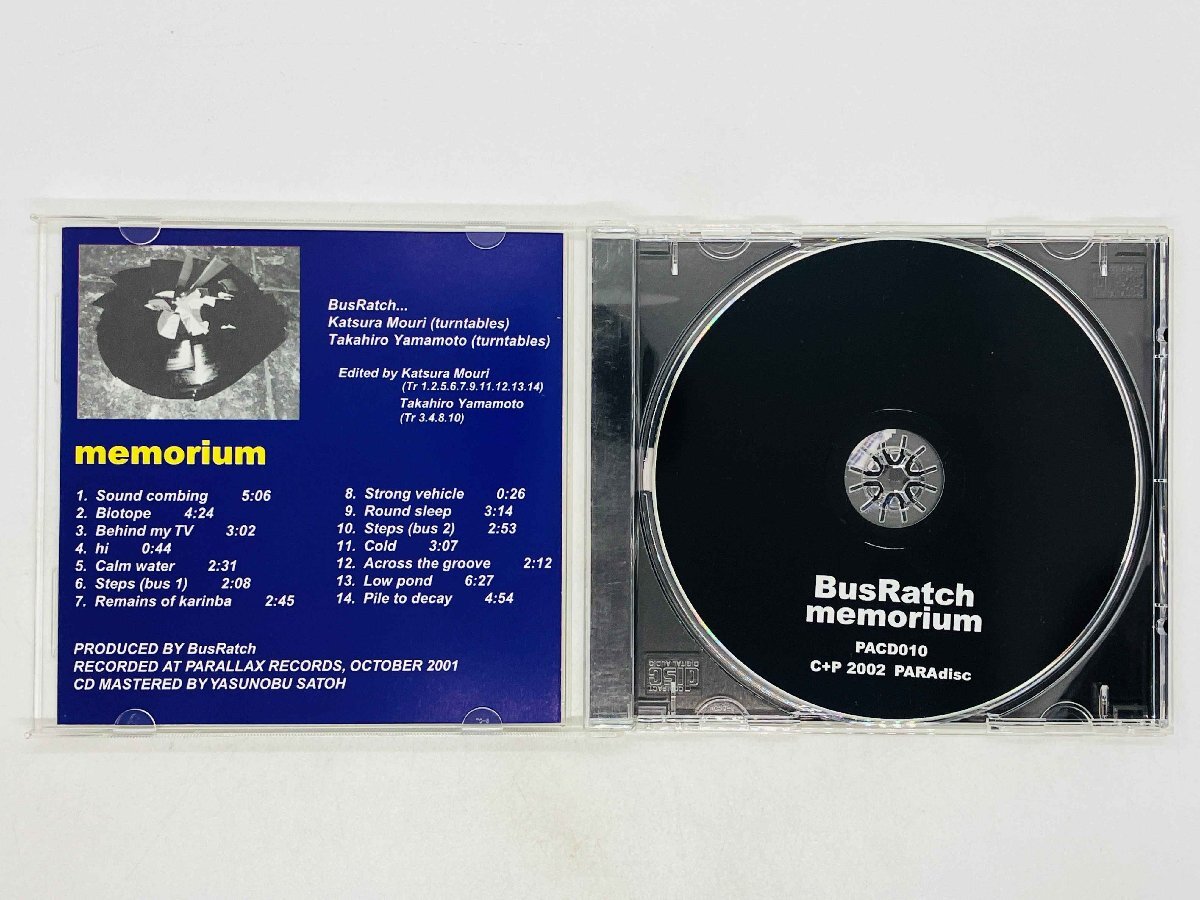 BusRatch...
Katsura Mouri (turntables)
Takahiro Yamamoto (turntables)
Edited by Katsura Mouri
(Tr 1.2.5.6.7.9.11.12.13.14)
Takahiro Yamamoto
(Tr 3.4.8.10)
memorium
1. Sound combing 5:06
2. Biotope 4:24
3. Behind my TV 3:02
4. hi 0:44
5. Calm water 2:31
6. Steps (bus 1) 2:08
7. Remains of karinba 2:45
8. Strong vehicle 0:26
9. Round sleep 3:14
10. Steps (bus 2) 2:53
11. Cold 3:07
12. Across the groove 2:12
13. Low pond 6:27
14. Pile to decay 4:54
PRODUCED BY BusRatch
RECORDED AT PARALLAX RECORDS, OCTOBER 2001
CD MASTERED BY YASUNOBU SATOH
BusRatch
memorium
PACD010
C+P 2002 PARAdisc
COMPACT
disc
DIGITAL AUDIO